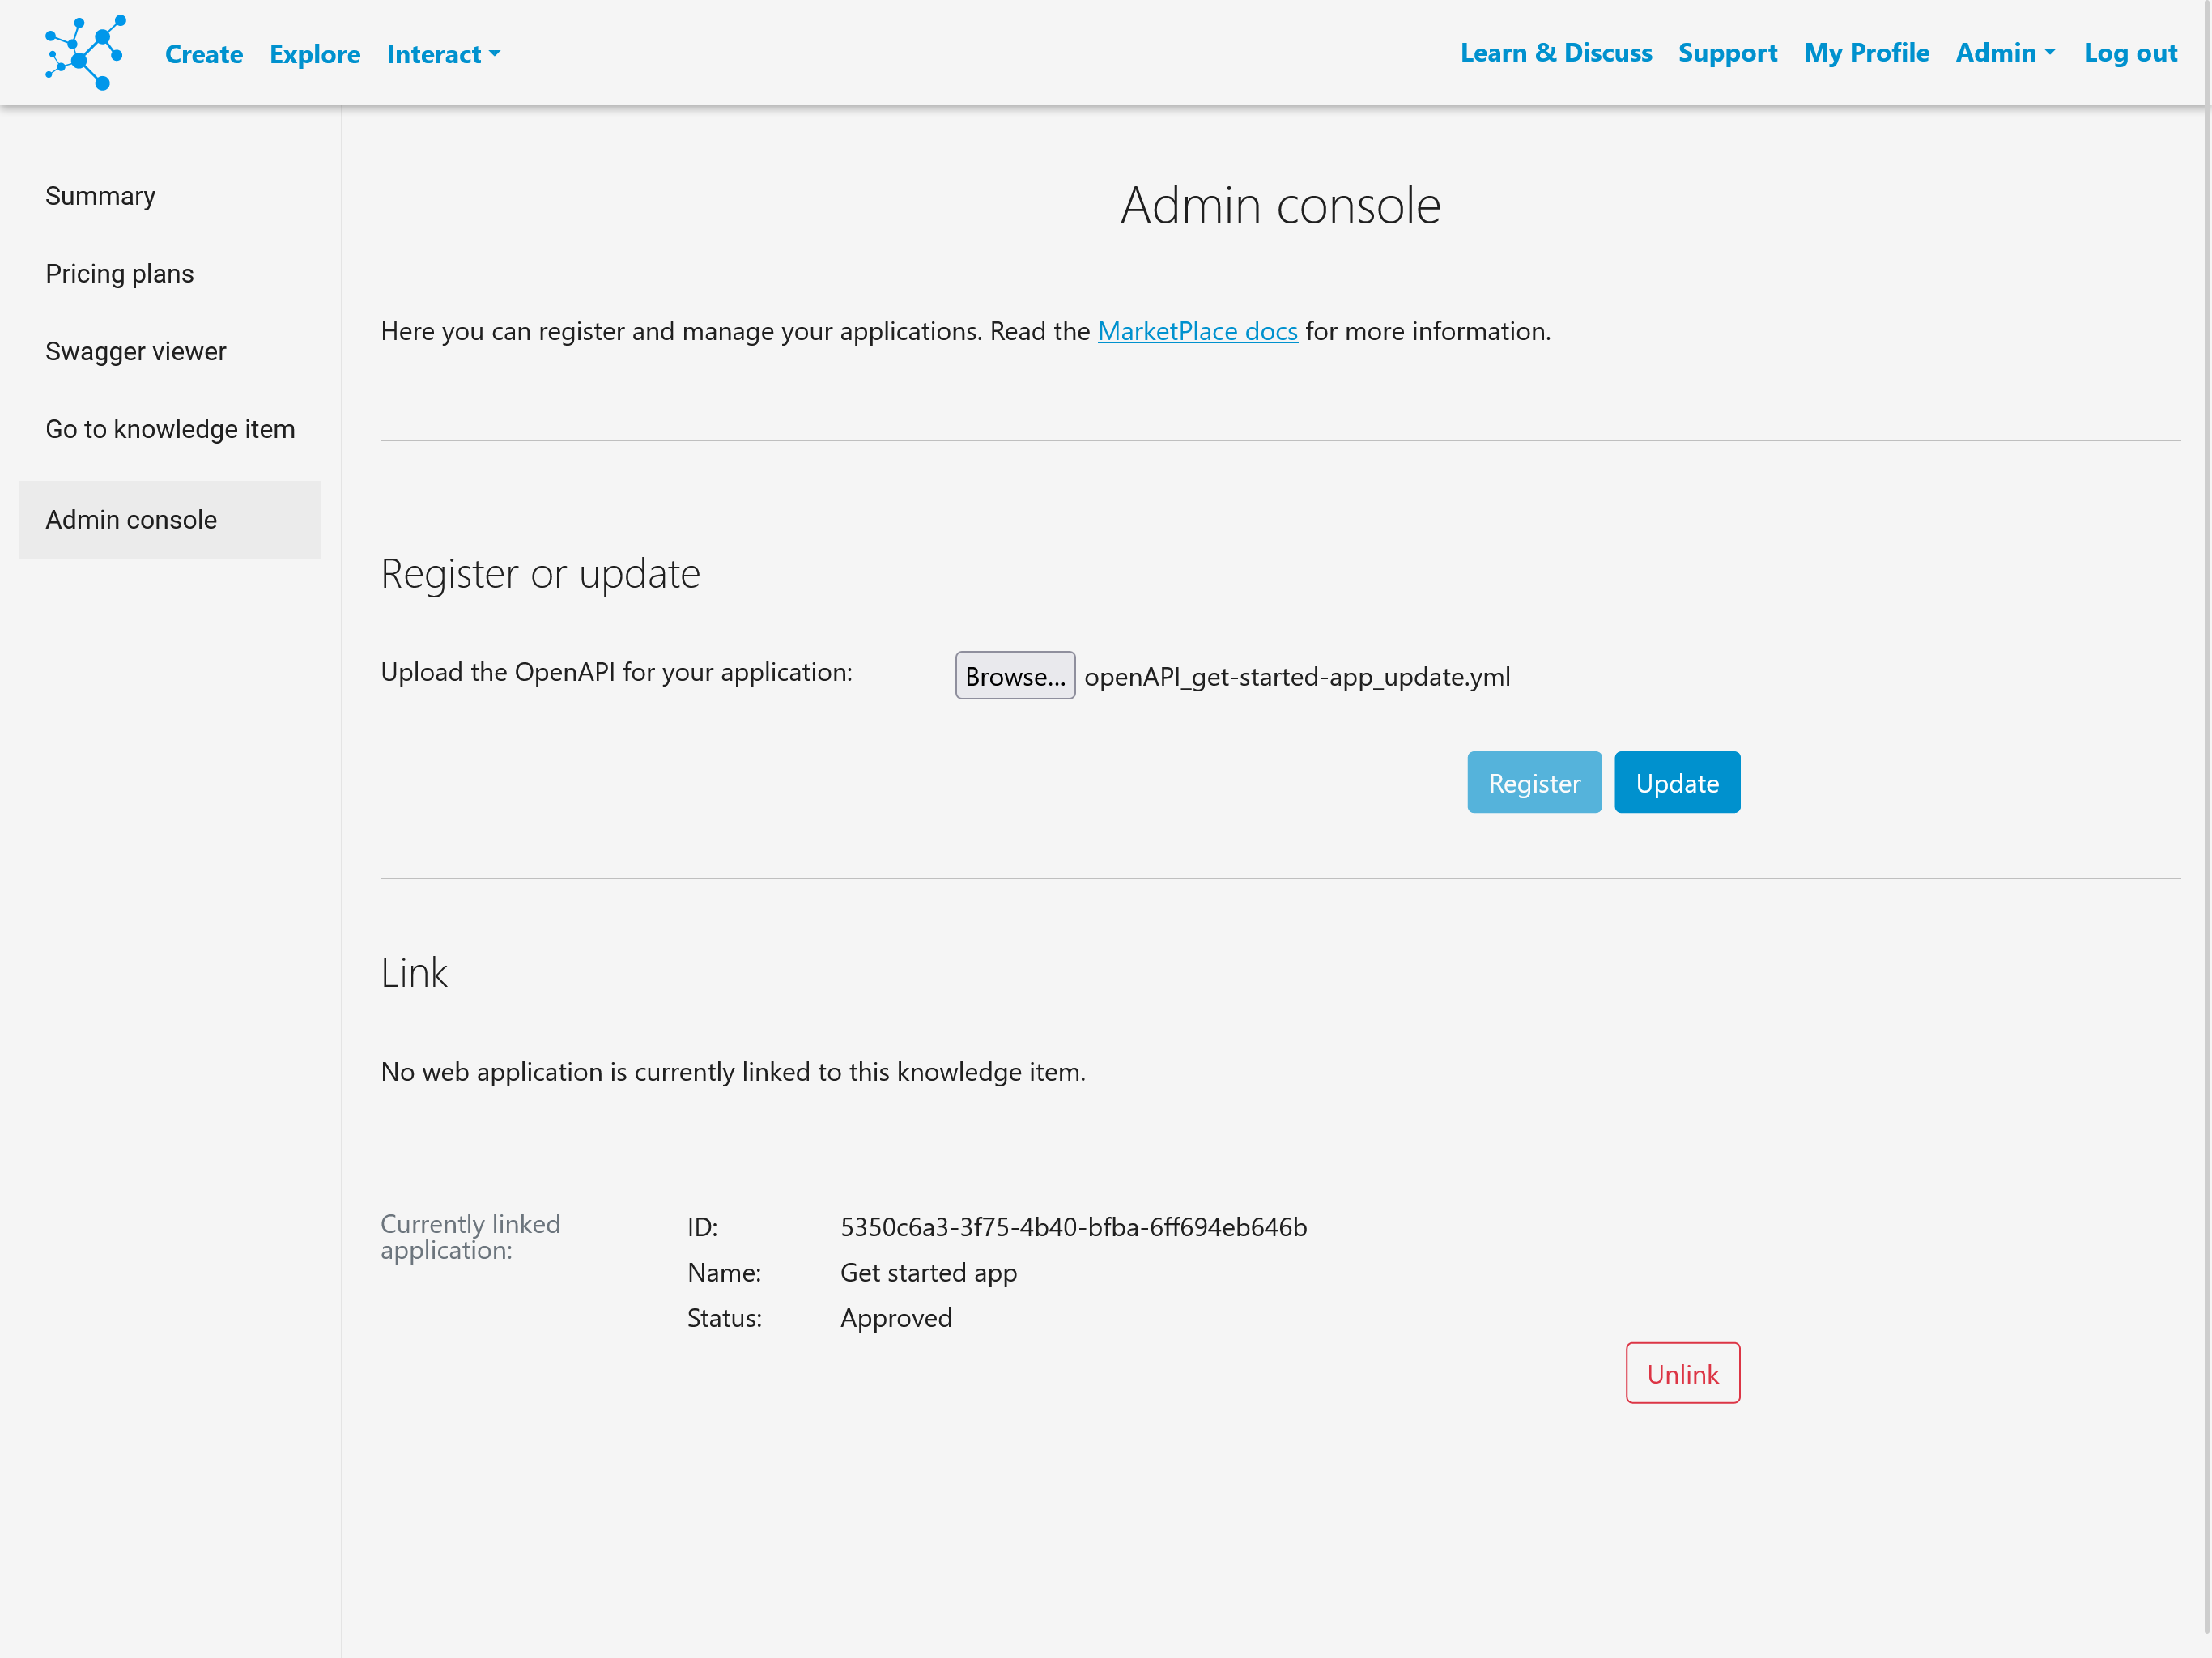 Create Explore Interact Learn & Discuss Support My Profile Admin Log out
Summary
Pricing plans
Swagger viewer
Go to knowledge item
Admin console
Admin console
Here you can register and manage your applications. Read the MarketPlace docs for more information.
Register or update
Upload the OpenAPI for your application: Browse... openAPI_get-started-app_update.yml
Register Update
Link
No web application is currently linked to this knowledge item.
Currently linked
application:
ID: 5350c6a3-3f75-4b40-bfba-6ff694eb646b
Name: Get started app
Status: Approved
Unlink